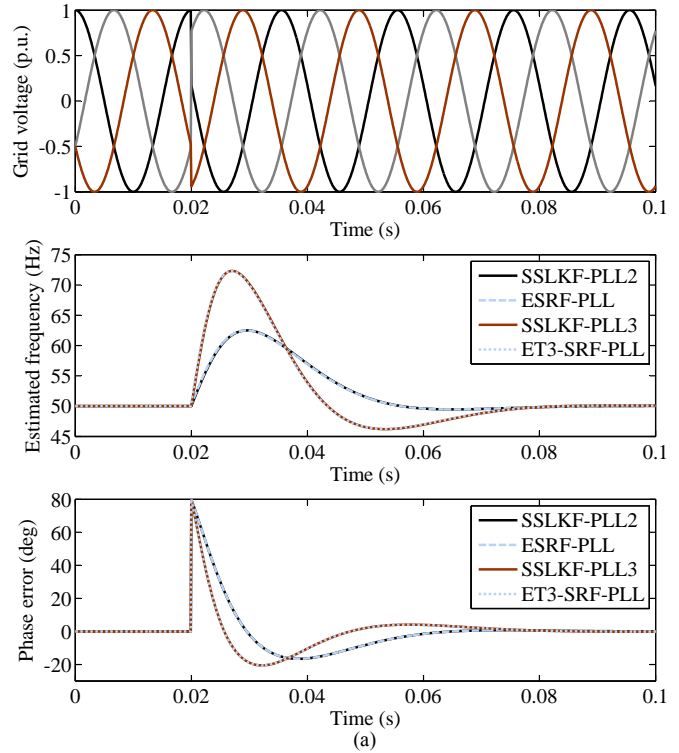 Grid voltage (p.u.)
1
0.5
0
-0.5
-1
0
0.02
0.04
0.06
0.08
0.1
Time (s)
Estimated frequency (Hz)
75
70
65
60
55
50
45
SSLKF-PLL2
ESRF-PLL
SSLKF-PLL3
ET3-SRF-PLL
0
0.02
0.04
0.06
0.08
0.1
Time (s)
Phase error (deg)
80
60
40
20
0
-20
SSLKF-PLL2
ESRF-PLL
SSLKF-PLL3
ET3-SRF-PLL
0
0.02
0.04
0.06
0.08
0.1
Time (s)
(a)